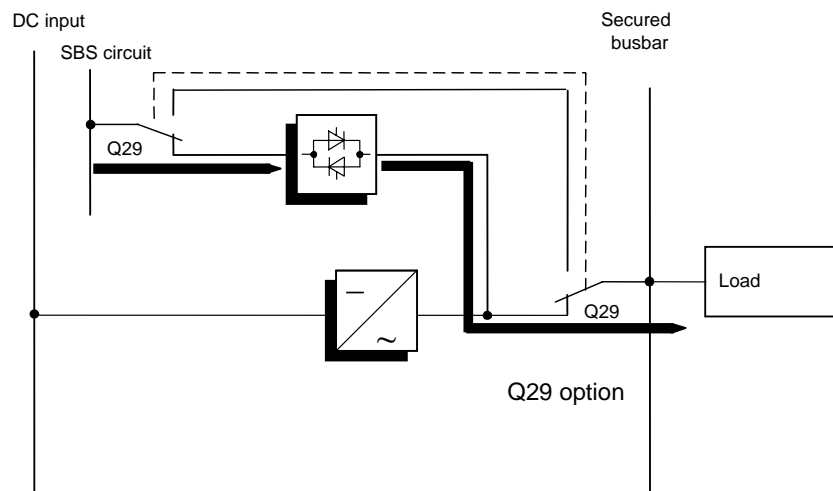 DC input
SBS circuit
Secured
busbar
Q29
Load
Q29
Q29 option